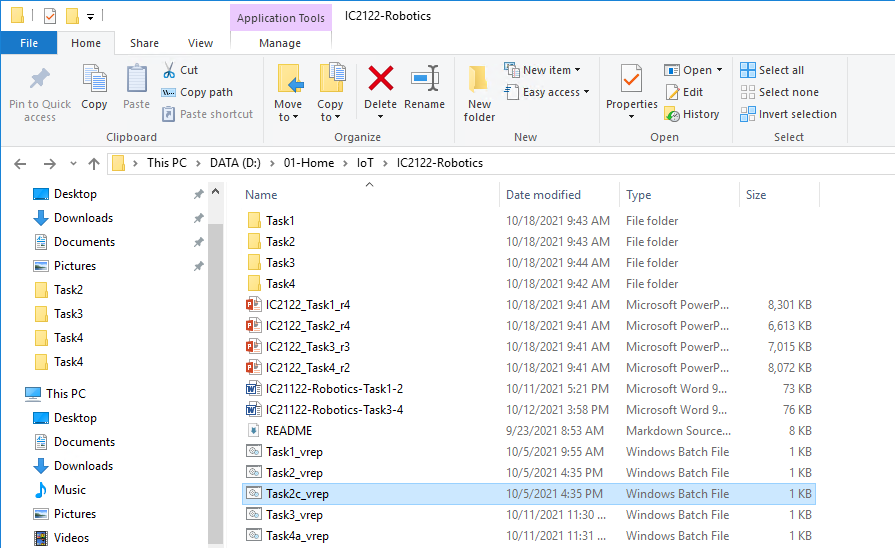 Application Tools IC2122-Robotics
File Home Share View Manage
Pin to Quick access
Copy
Paste
Cut
Copy path
Paste shortcut
Clipboard
Move to
Copy to
Delete
Rename
Organize
New folder
New item
Easy access
New
Properties
Open
Edit
History
Open
Select all
Select none
Invert selection
Select
This PC > DATA (D:) > 01-Home > IoT > IC2122-Robotics
Desktop
Downloads
Documents
Pictures
Task2
Task3
Task4
Task4
This PC
Desktop
Documents
Downloads
Music
Pictures
Videos
Name Date modified Type Size
Task1 10/18/2021 9:43 AM File folder
Task2 10/18/2021 9:43 AM File folder
Task3 10/18/2021 9:44 AM File folder
Task4 10/18/2021 9:42 AM File folder
IC2122_Task1_r4 10/18/2021 9:41 AM Microsoft PowerP... 8,301 KB
IC2122_Task2_r4 10/18/2021 9:41 AM Microsoft PowerP... 6,613 KB
IC2122_Task3_r3 10/18/2021 9:41 AM Microsoft PowerP... 7,015 KB
IC2122_Task4_r2 10/18/2021 9:41 AM Microsoft PowerP... 8,072 KB
IC21122-Robotics-Task1-2 10/11/2021 5:21 PM Microsoft Word 9... 73 KB
IC21122-Robotics-Task3-4 10/12/2021 3:58 PM Microsoft Word 9... 76 KB
README 9/23/2021 8:53 AM Markdown Source... 8 KB
Task1_vrep 10/5/2021 9:55 AM Windows Batch File 1 KB
Task2_vrep 10/5/2021 4:35 PM Windows Batch File 1 KB
Task2c_vrep 10/5/2021 4:35 PM Windows Batch File 1 KB
Task3_vrep 10/11/2021 11:30 ... Windows Batch File 1 KB
Task4a_vrep 10/11/2021 11:31 ... Windows Batch File 1 KB